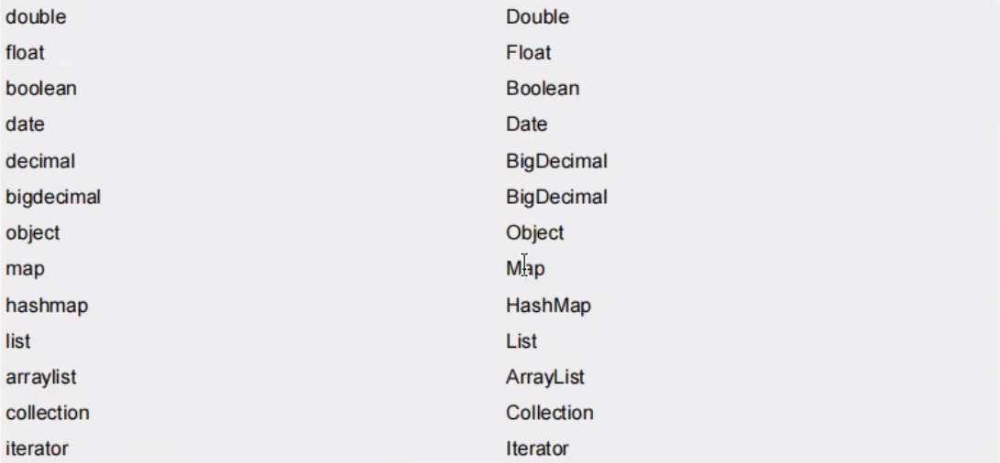 double Double
float Float
boolean Boolean
date Date
decimal BigDecimal
bigdecimal BigDecimal
object Object
map Map
hashmap HashMap
list List
arraylist ArrayList
collection Collection
iterator Iterator